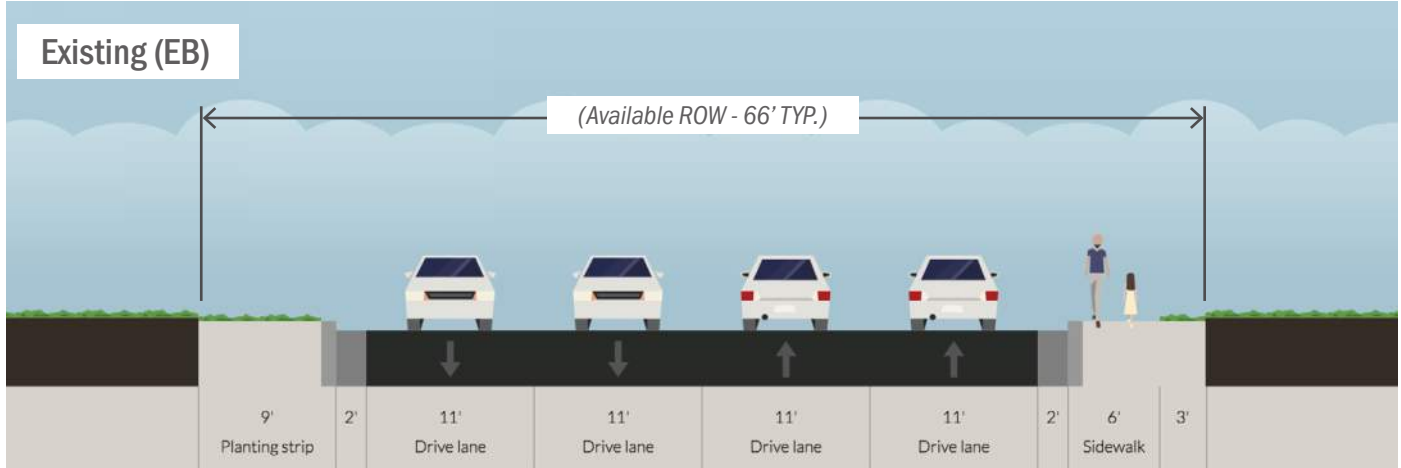 Existing (EB)
(Available ROW - 66’ TYP.)
9' 2' 11' 11' 11' 11' 2' 6' 3'
Planting strip Drive lane Drive lane Drive lane Drive lane Sidewalk